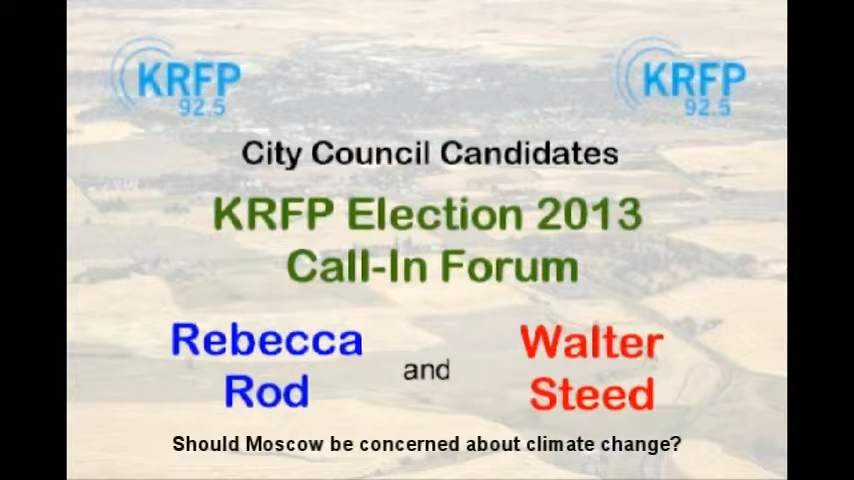 KRFP
92.5
KRFP
92.5
City Council Candidates
KRFP Election 2013
Call-In Forum
Rebecca
Rod
and
Walter
Steed
Should Moscow be concerned about climate change?